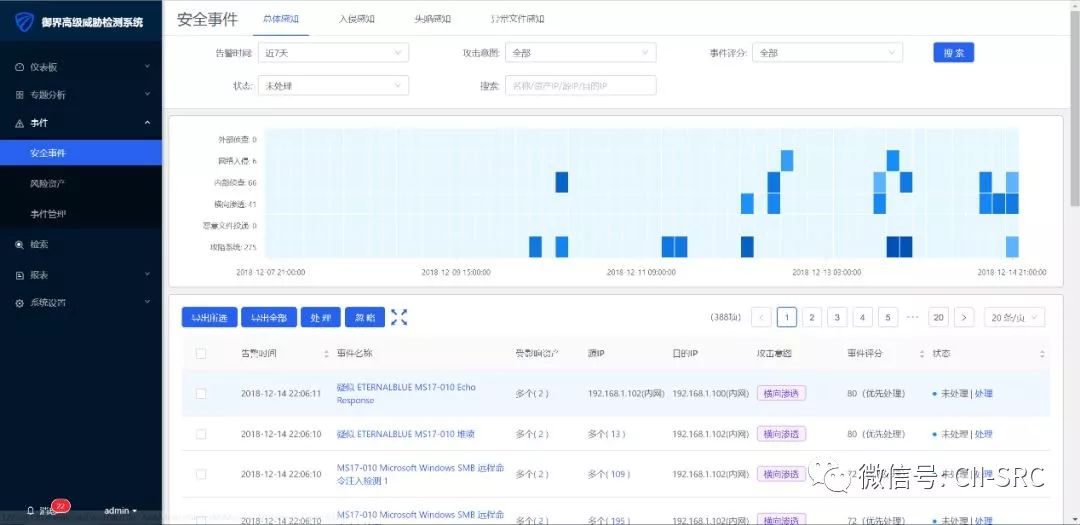 御界高级威胁检测系统
仪表板
专题分析
事件
安全事件
风险资产
事件管理
检索
报表
系统设置
消息 22
admin
安全事件 总体感知 入侵感知 失陷感知 异常文件感知
告警时间: 近7天 攻击意图: 全部 事件评分: 全部 搜 索
状态: 未处理 搜索: 名称/资产IP/源IP/目的IP
外部侦查: 0
网络入侵: 6
内部侦查: 66
横向渗透: 41
恶意文件投递: 0
攻陷系统: 275
2018-12-07 21:00:00 2018-12-09 15:00:00 2018-12-11 09:00:00 2018-12-13 03:00:00 2018-12-14 21:00:00
导出所选 导出全部 处 理 忽 略 (388项) < 1 2 3 4 5 ••• 20 > 20 条/页
告警时间 事件名称 受影响资产 源IP 目的IP 攻击意图 事件评分 状态
2018-12-14 22:06:11 疑似 ETERNALBLUE MS17-010 Echo Response 多个( 2 ) 192.168.1.102(内网) 192.168.1.100(内网) 横向渗透 80 (优先处理) 未处理 | 处理
2018-12-14 22:06:10 疑似 ETERNALBLUE MS17-010 堆喷 多个( 2 ) 多个( 13 ) 192.168.1.102(内网) 横向渗透 80 (优先处理) 未处理 | 处理
2018-12-14 22:06:10 MS17-010 Microsoft Windows SMB 远程命令注入检测 1 多个( 2 ) 多个( 109 ) 192.168.1.102(内网) 横向渗透 72
2018-12-14 22:06:10 MS17-010 Microsoft Windows SMB 远程命 多个( 2 ) 多个( 195 ) 192.168.1.102(内网) 横向渗透 72 (优先处理) 未处理 | 处理
微信号: CII-SRC